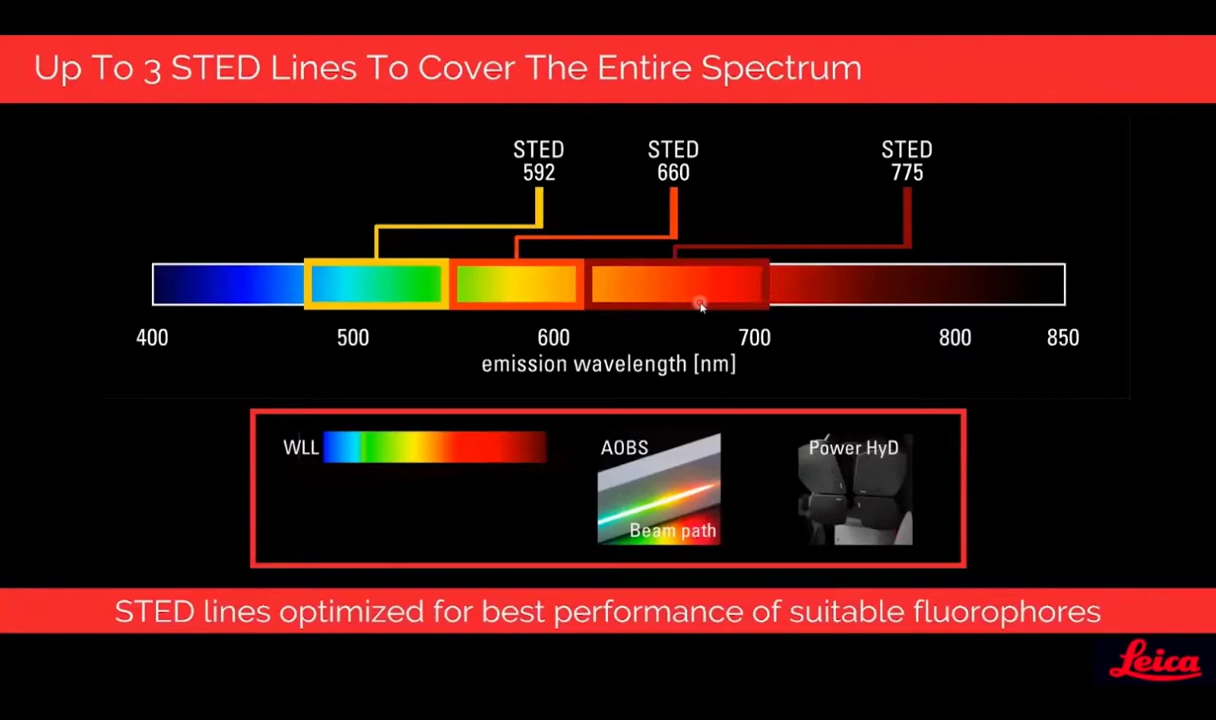 Up To 3 STED Lines To Cover The Entire Spectrum
STED STED STED
592 660 775
400 500 600 700 800 850
emission wavelength [nm]
WLL AOBS Power HyD
Beam path
STED lines optimized for best performance of suitable fluorophores
Leica